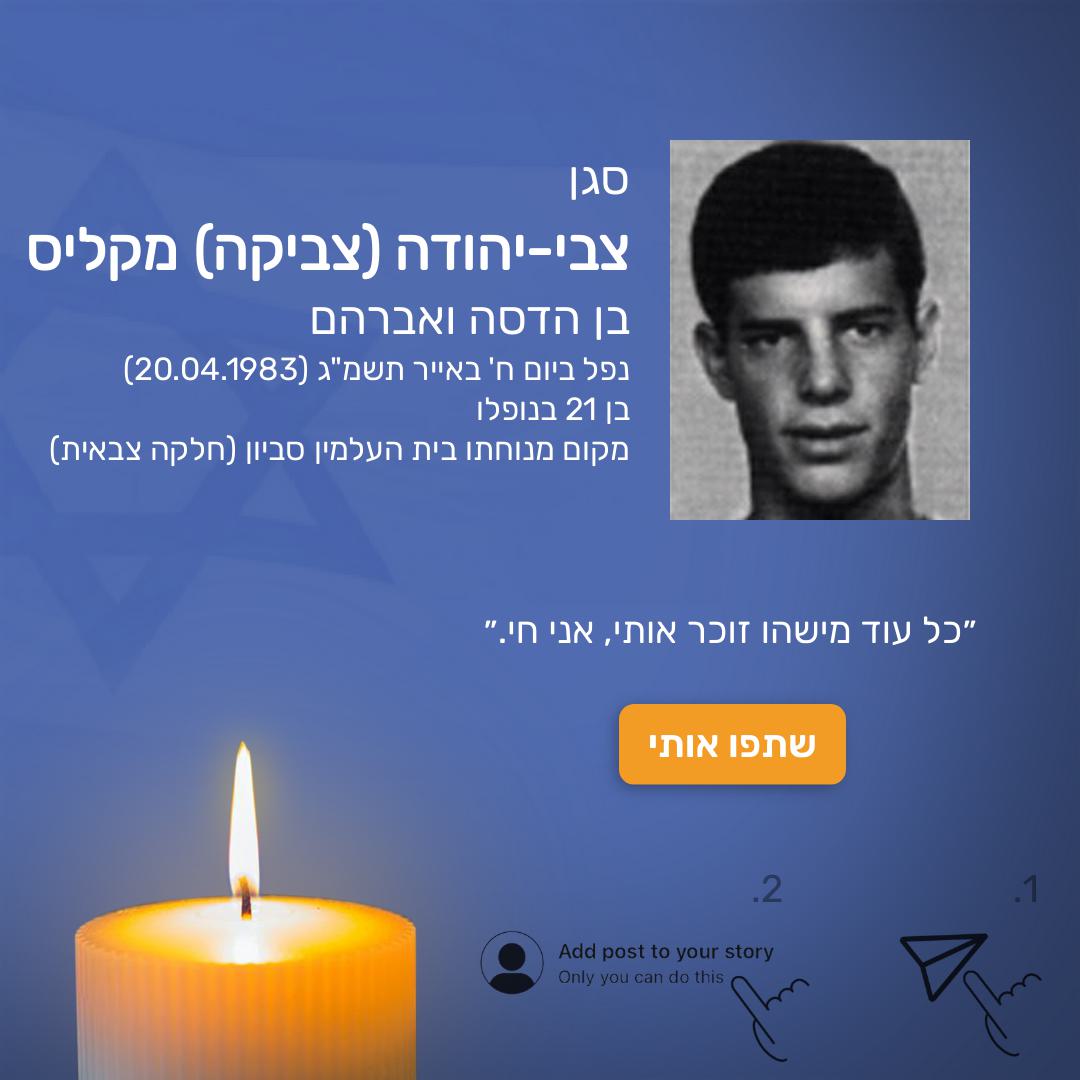 סגן
צבי-יהודה (צביקה) מקליס
בן הדסה ואברהם
נפל ביום ח' באייר תשמ"ג (20.04.1983)
בן 21 בנופלו
מקום מנוחתו בית העלמין סביון (חלקה צבאית)
״כל עוד מישהו זוכר אותי, אני חי.״
שתפו אותי
.1
.2
Add post to your story
Only you can do this